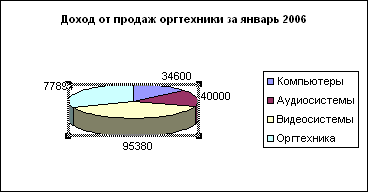 Доход от продаж оргтехники за январь 2006
34600
40000
95380
Компьютеры
Аудиосистемы
Видеосистемы
Оргтехника